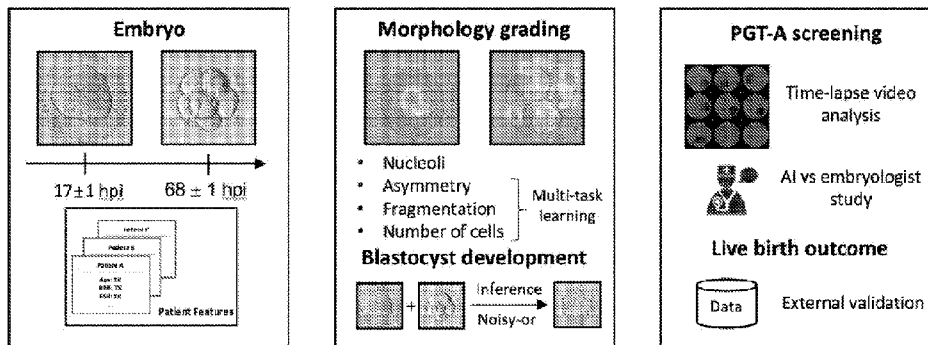 Embryo
17±1 hpi
68 ± 1 hpi
Patient A
Patient Features
Morphology grading
• Nucleoli
• Asymmetry
• Fragmentation
• Number of cells
Multi-task
learning
Blastocyst development
+
Inference
Noisy-or
PGT-A screening
Time-lapse video
analysis
AI vs embryologist
study
Live birth outcome
Data
External validation